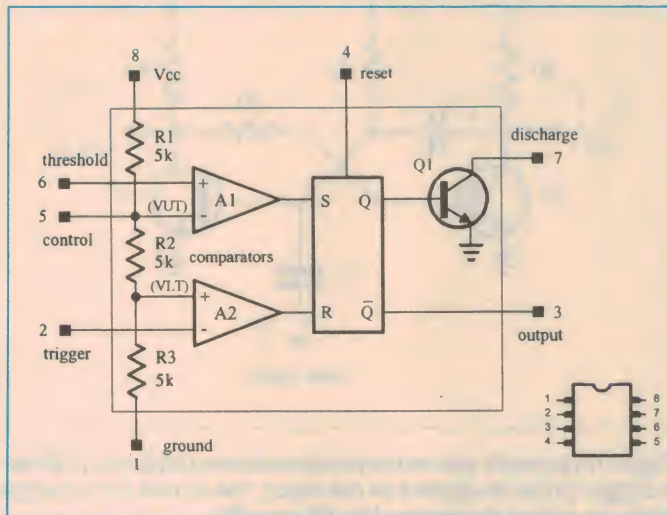 8
Vcc
4
reset
R1
5k
threshold
6
5
control
(VUT)
+
-
A1
R2
5k
comparators
(VLT)
+
-
A2
2
trigger
R3
5k
S Q
R Q̅
Q1
discharge
7
3
output
ground
1
1 8
2 7
3 6
4 5